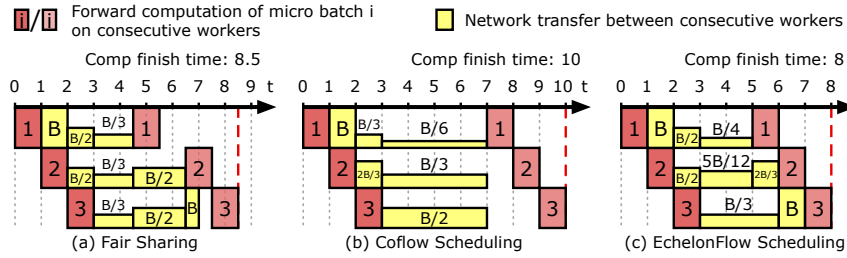 i/i Forward computation of micro batch i
on consecutive workers
Network transfer between consecutive workers
Comp finish time: 8.5
0 1 2 3 4 5 6 7 8 9 t
1 B B/2 B/3 1
2 B/2 B/3 B/2 2
3 B/3 B/2 B 3
(a) Fair Sharing
Comp finish time: 10
0 1 2 3 4 5 6 7 8 9 10 t
1 B B/3 B/6 1
2 2B/3 B/3 2
3 B/2 3
(b) Coflow Scheduling
Comp finish time: 8
0 1 2 3 4 5 6 7 8 t
1 B B/2 B/4 1
2 B/2 5B/12 2B/3 2
3 B/3 B 3
(c) EchelonFlow Scheduling